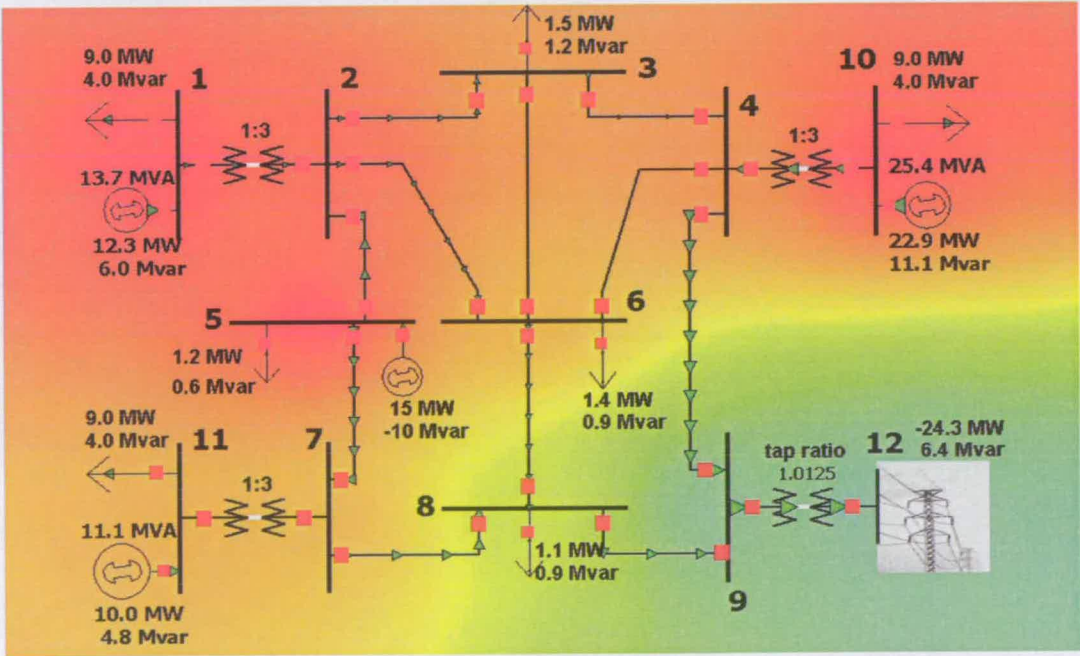 1.5 MW
1.2 Mvar
3
9.0 MW
4.0 Mvar
1
2
4
10
9.0 MW
4.0 Mvar
1:3
1:3
13.7 MVA
25.4 MVA
12.3 MW
6.0 Mvar
22.9 MW
11.1 Mvar
5
6
1.2 MW
0.6 Mvar
15 MW
-10 Mvar
1.4 MW
0.9 Mvar
9.0 MW
4.0 Mvar
11
7
1:3
8
tap ratio
1.0125
12
-24.3 MW
6.4 Mvar
11.1 MVA
1.1 MW
0.9 Mvar
10.0 MW
4.8 Mvar
9